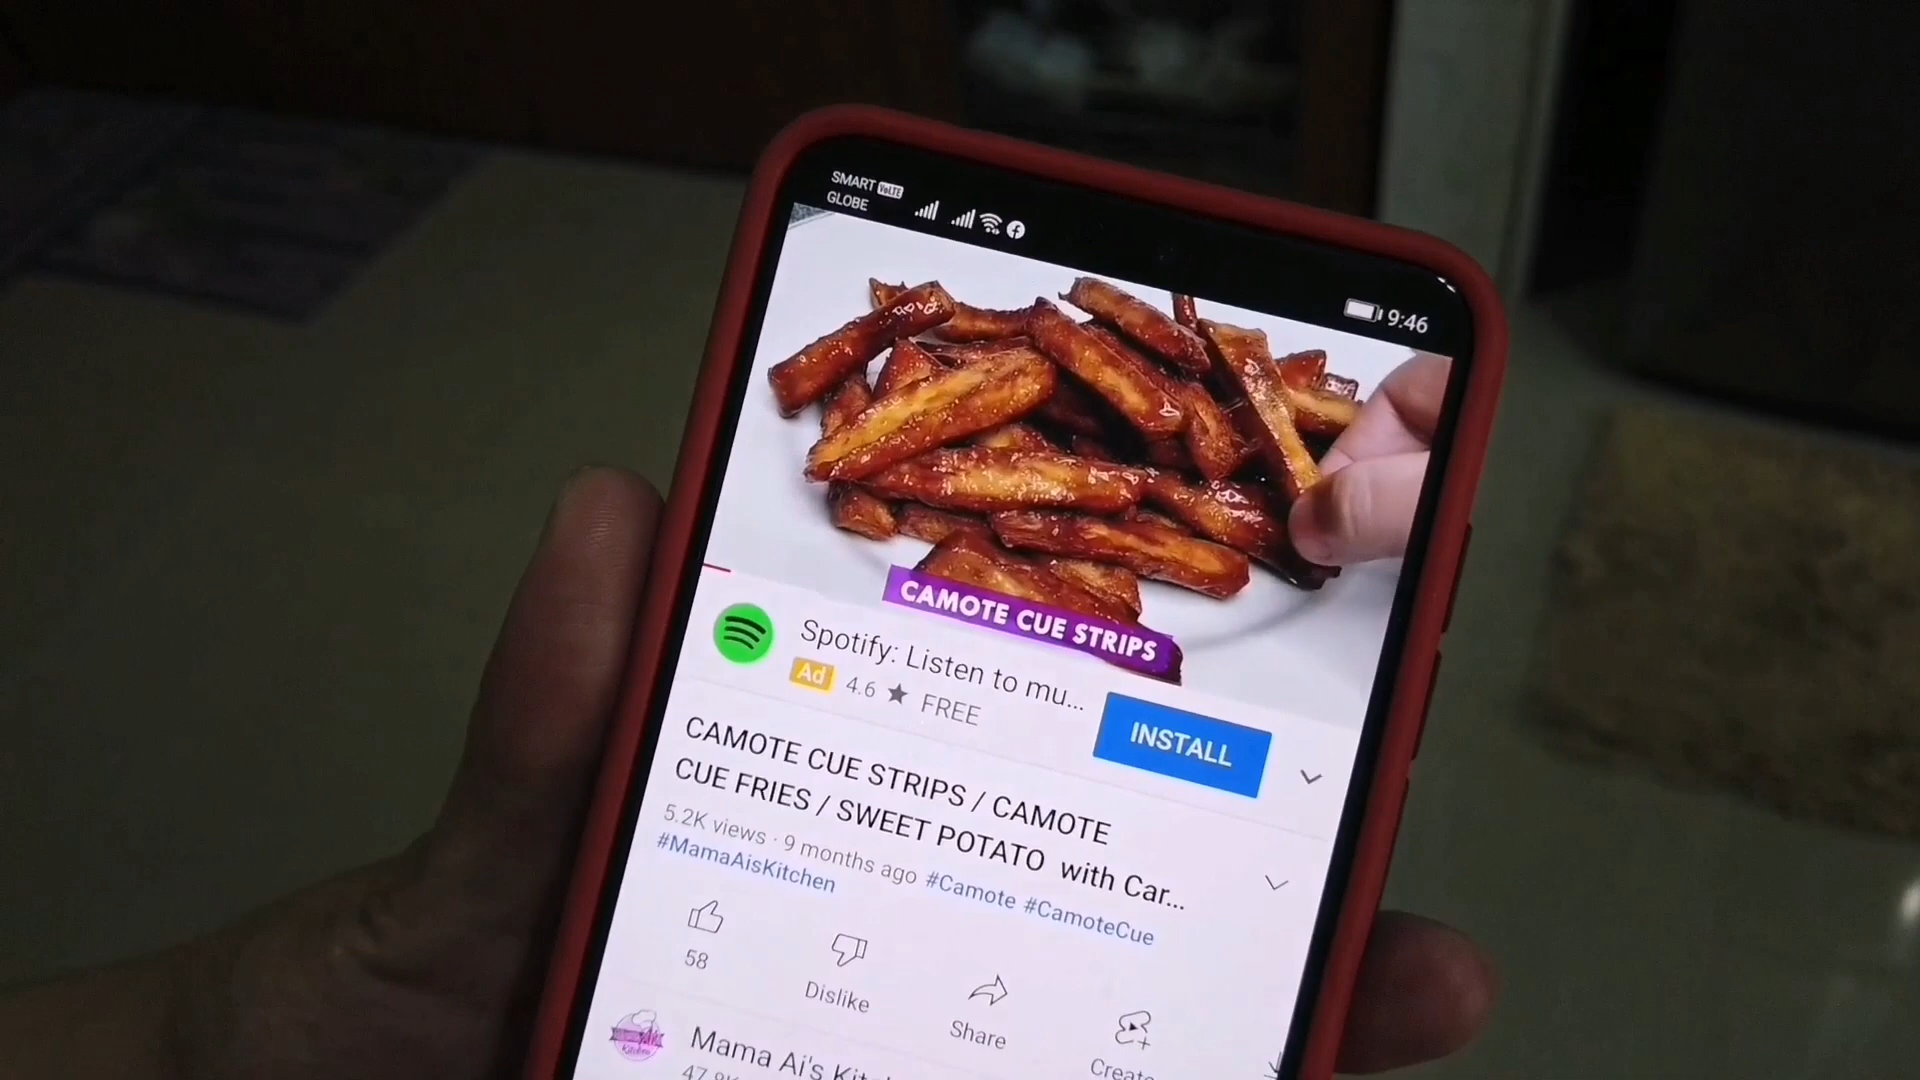 SMART VoLTE
GLOBE
9:46
CAMOTE CUE STRIPS
Spotify: Listen to mu...
Ad 4.6 ★ FREE
INSTALL
CAMOTE CUE STRIPS / CAMOTE
CUE FRIES / SWEET POTATO with Car...
5.2K views · 9 months ago #Camote #CamoteCue
#MamaAisKitchen
58
Dislike
Share
Create
Mama Ai's